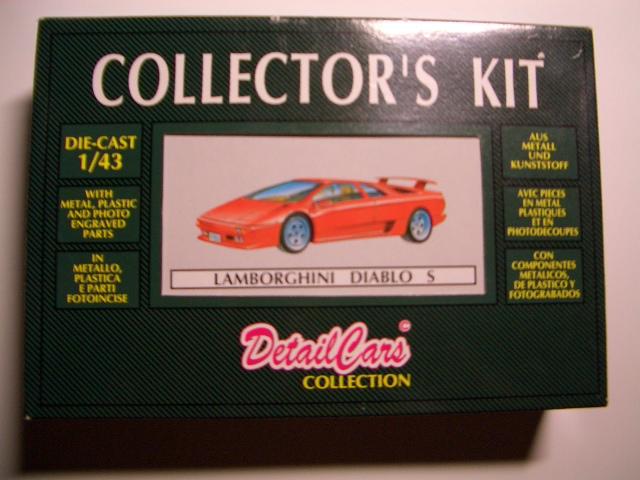 COLLECTOR'S KIT
DIE-CAST
1/43
WITH
METAL, PLASTIC
AND PHOTO
ENGRAVED
PARTS
IN
METALLO,
PLASTICA
E PARTI
FOTOINCISE
LAMBORGHINI DIABLO S
AUS
METALL
UND
KUNSTSTOFF
AVEC PIECES
EN METAL
PLASTIQUES
ET EN
PHOTODECOUPES
CON
COMPONENTES
METALICOS,
DE PLASTICO Y
FOTOGRABADOS
DetailCars©
COLLECTION